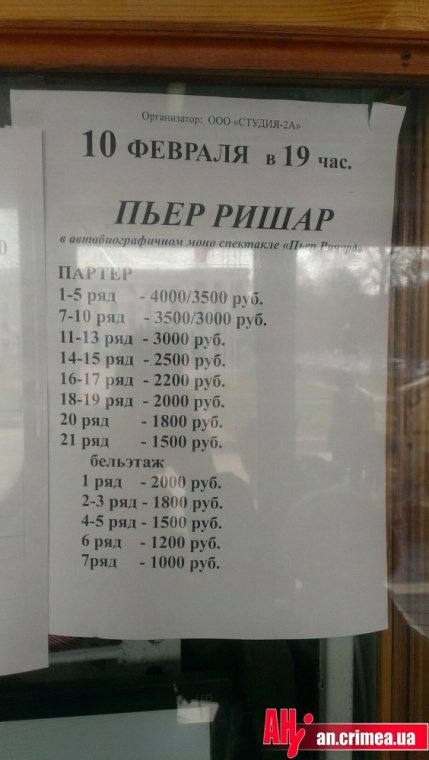 Организатор: ООО «СТУДИЯ-2А»
10 ФЕВРАЛЯ в 19 час.
ПЬЕР РИШАР
в автобиографичном моно спектакле «Пьер Ричард»
ПАРТЕР
1-5 ряд - 4000/3500 руб.
7-10 ряд - 3500/3000 руб.
11-13 ряд - 3000 руб.
14-15 ряд - 2500 руб.
16-17 ряд - 2200 руб.
18-19 ряд - 2000 руб.
20 ряд - 1800 руб.
21 ряд - 1500 руб.
бельэтаж
1 ряд - 2000 руб.
2-3 ряд - 1800 руб.
4-5 ряд - 1500 руб.
6 ряд - 1200 руб.
7ряд - 1000 руб.
an.crimea.ua